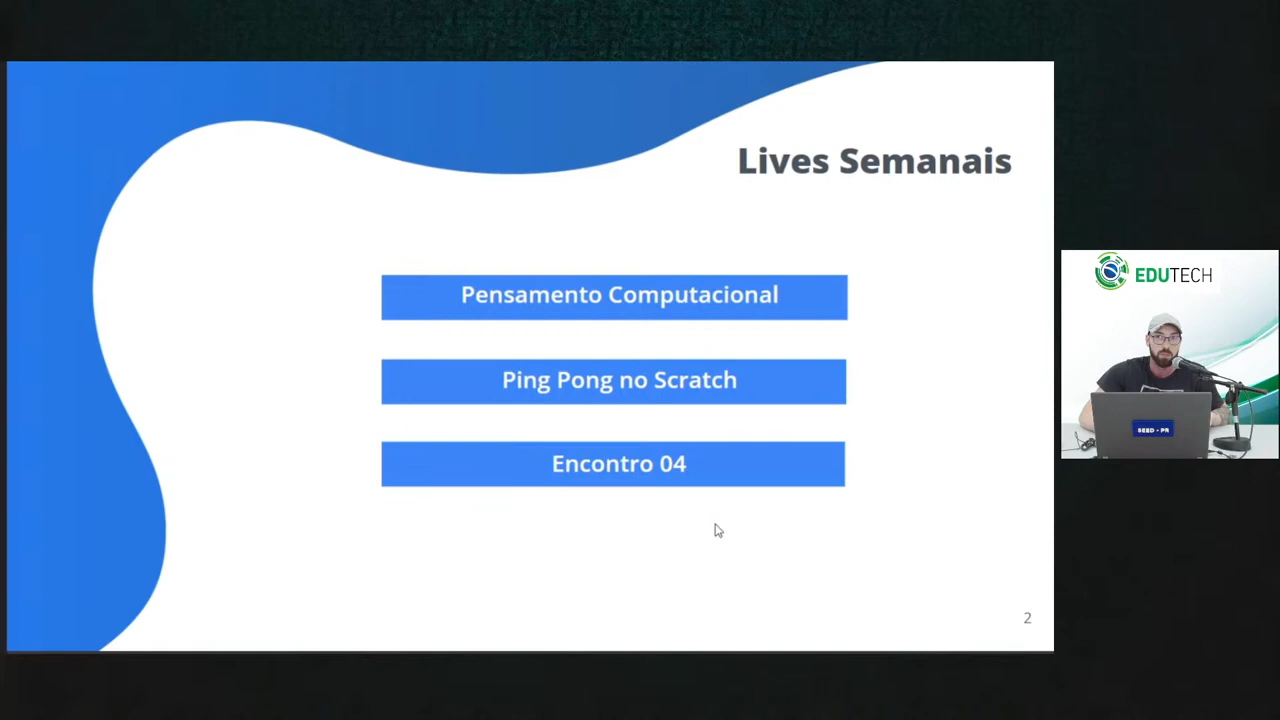 Lives Semanais
Pensamento Computacional
Ping Pong no Scratch
Encontro 04
2
EDUTECH
SEED - PR